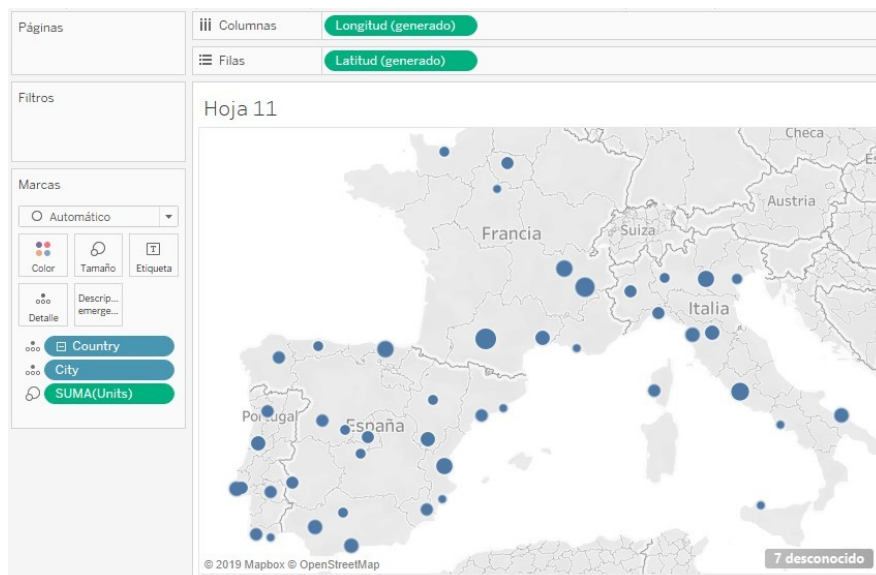 Páginas
Columnas
Longitud (generado)
Filas
Latitud (generado)
Filtros
Hoja 11
Marcas
Automático
Color
Tamaño
T
Etiqueta
Detalle
Descrip...
emerge...
Country
City
SUMA(Units)
Checa
Austria
Francia
Suiza
Italia
Portugal
España
© 2019 Mapbox © OpenStreetMap
7 desconocido